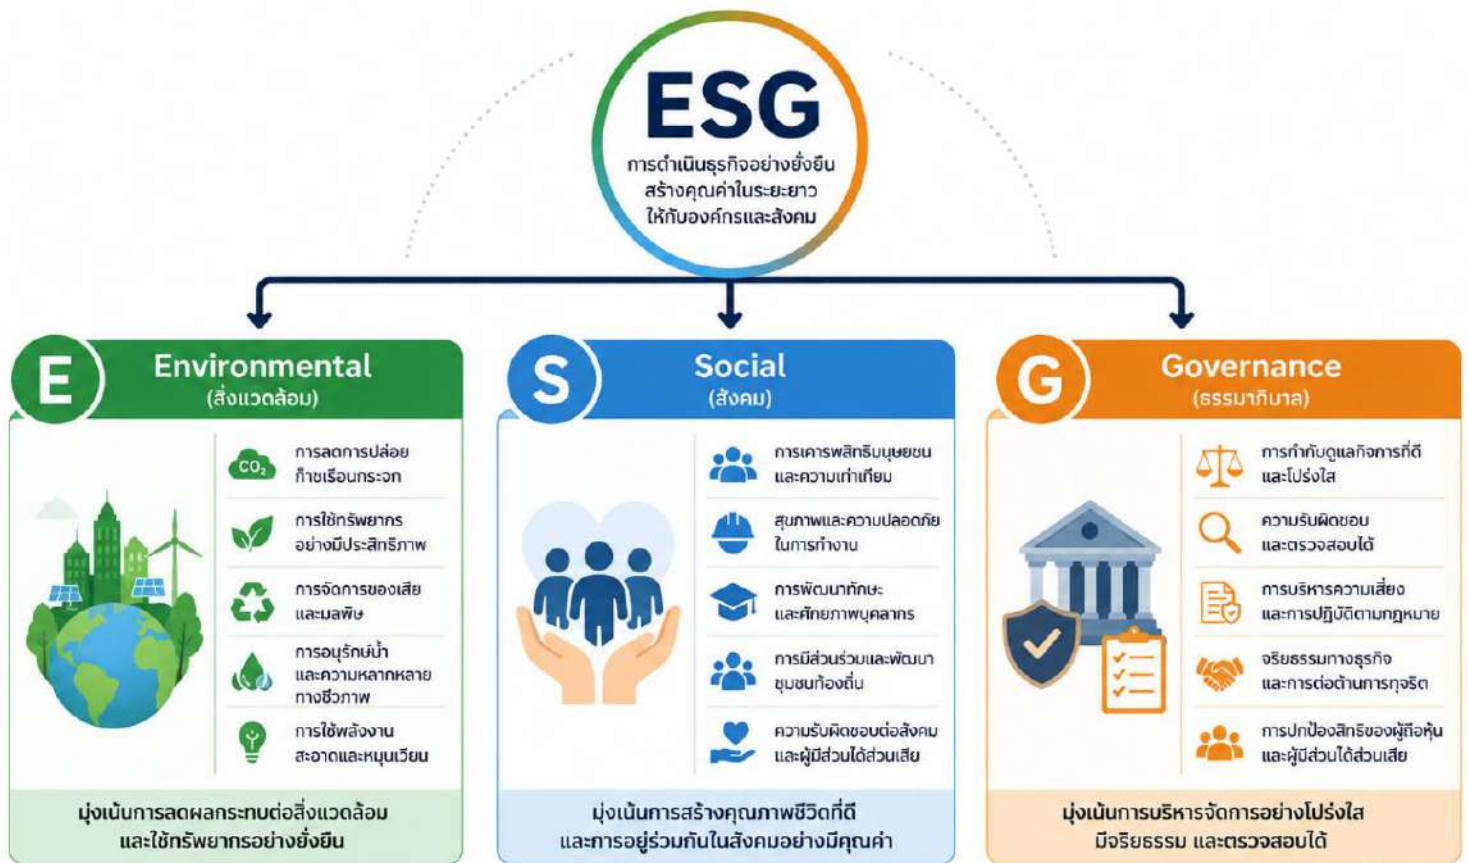 ESG
การดำเนินธุรกิจอย่างยั่งยืน
สร้างคุณค่าในระยะยาว
ให้กับองค์กรและสังคม
E
Environmental
(สิ่งแวดล้อม)
CO₂
การลดการปล่อย
ก๊าซเรือนกระจก
การใช้ทรัพยากร
อย่างมีประสิทธิภาพ
การจัดการของเสีย
และมลพิษ
การอนุรักษ์น้ำ
และความหลากหลาย
ทางชีวภาพ
การใช้พลังงาน
สะอาดและหมุนเวียน
มุ่งเน้นการลดผลกระทบต่อสิ่งแวดล้อม
และใช้ทรัพยากรอย่างยั่งยืน
S
Social
(สังคม)
การเคารพสิทธิมนุษยชน
และความเท่าเทียม
สุขภาพและความปลอดภัย
ในการทำงาน
การพัฒนาทักษะ
และศักยภาพบุคลากร
การมีส่วนร่วมและพัฒนา
ชุมชนท้องถิ่น
ความรับผิดชอบต่อสังคม
และผู้มีส่วนได้ส่วนเสีย
มุ่งเน้นการสร้างคุณภาพชีวิตที่ดี
และการอยู่ร่วมกันในสังคมอย่างมีคุณค่า
G
Governance
(ธรรมาภิบาล)
การกำกับดูแลกิจการที่ดี
และโปร่งใส
ความรับผิดชอบ
และตรวจสอบได้
การบริหารความเสี่ยง
และการปฏิบัติตามกฎหมาย
จริยธรรมทางธุรกิจ
และการต่อต้านการทุจริต
การปกป้องสิทธิของผู้ถือหุ้น
และผู้มีส่วนได้ส่วนเสีย
มุ่งเน้นการบริหารจัดการอย่างโปร่งใส
มีจริยธรรม และตรวจสอบได้